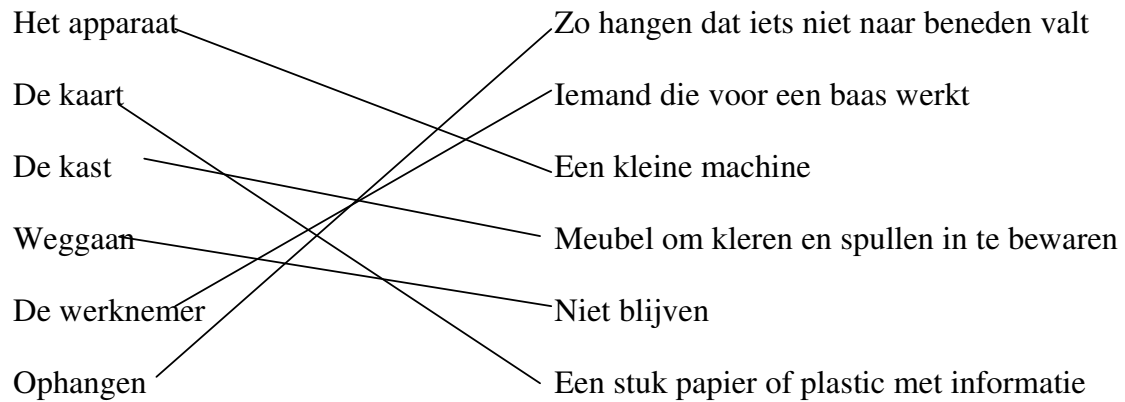 Het apparaat Zo hangen dat iets niet naar beneden valt
De kaart Iemand die voor een baas werkt
De kast Een kleine machine
Weggaan Meubel om kleren en spullen in te bewaren
De werknemer Niet blijven
Ophangen Een stuk papier of plastic met informatie